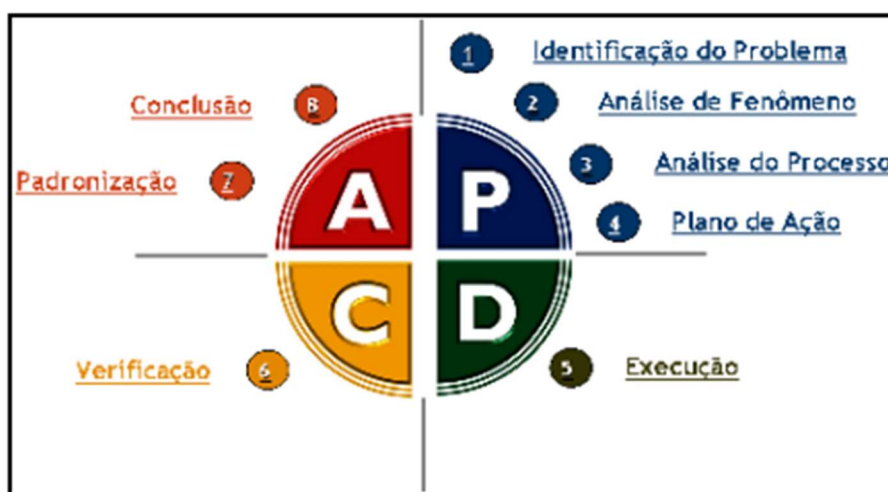 1 Identificação do Problema
2 Análise de Fenômeno
3 Análise do Processo
4 Plano de Ação
5 Execução
6 Verificação
7 Padronização
8 Conclusão
A P
C D